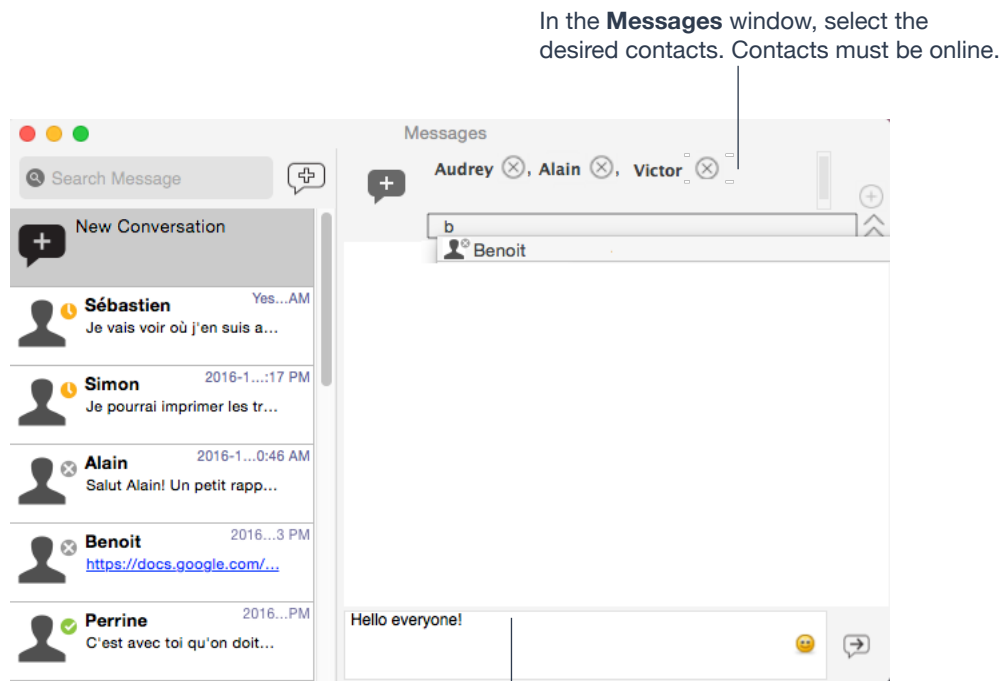 In the Messages window, select the
desired contacts. Contacts must be online.
Messages
Search Message
Audrey , Alain , Victor
New Conversation
b
Benoit
Sébastien Yes...AM
Je vais voir où j'en suis a...
Simon 2016-1...:17 PM
Je pourrai imprimer les tr...
Alain 2016-1...0:46 AM
Salut Alain! Un petit rapp...
Benoit 2016...3 PM
https://docs.google.com/...
Perrine 2016...PM
C'est avec toi qu'on doit...
Hello everyone!